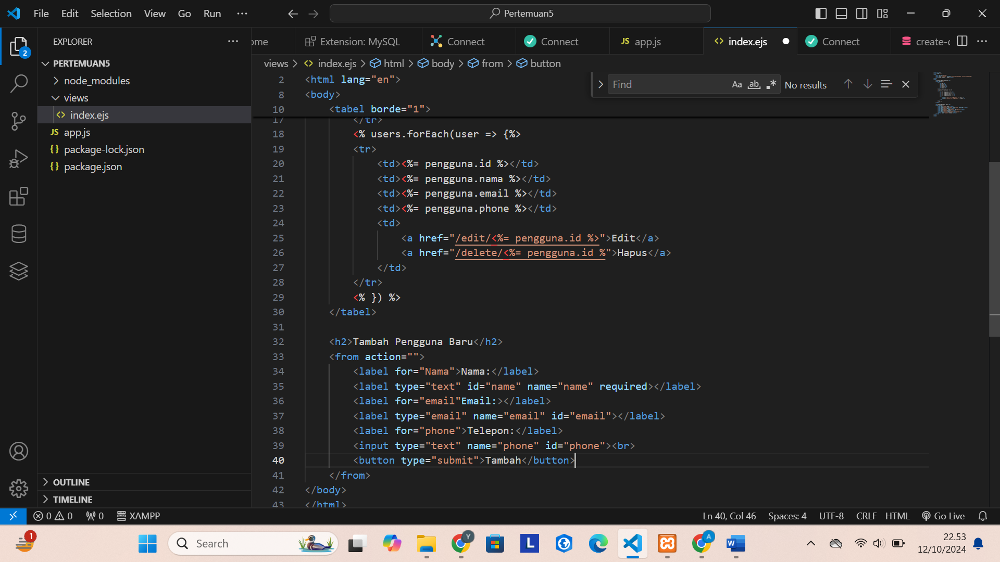 File Edit Selection View Go Run ··· Pertemuan5
EXPLORER
ome Extension: MySQL Connect Connect JS app.js <> index.ejs Connect create-
PERTEMUAN5
node_modules
views
<> index.ejs
JS app.js
{} package-lock.json
{} package.json
OUTLINE
TIMELINE
views > <> index.ejs > html > body > from > button
Find Aa ab .* No results
2 <html lang="en">
8 <body>
10 <tabel borde="1">
17 </tr>
18 <% users.forEach(user => {%>
19 <tr>
20 <td><%= pengguna.id %></td>
21 <td><%= pengguna.nama %></td>
22 <td><%= pengguna.email %></td>
23 <td><%= pengguna.phone %></td>
24 <td>
25 <a href="/edit/<%= pengguna.id %>">Edit</a>
26 <a href="/delete/<%= pengguna.id %">Hapus</a>
27 </td>
28 </tr>
29 <% }) %>
30 </tabel>
31
32 <h2>Tambah Pengguna Baru</h2>
33 <from action="">
34 <label for="Nama">Nama:</label>
35 <label type="text" id="name" name="name" required></label>
36 <label for="email"Email:></label>
37 <label type="email" name="email" id="email"></label>
38 <label for="phone">Telepon:</label>
39 <input type="text" name="phone" id="phone"><br>
40 <button type="submit">Tambah</button>
41 </from>
42 </body>
43 </html>
2
0 0 0 XAMPP Ln 40, Col 46 Spaces: 4 UTF-8 CRLF HTML Go Live
1 Search Y L A W 22.53
12/10/2024